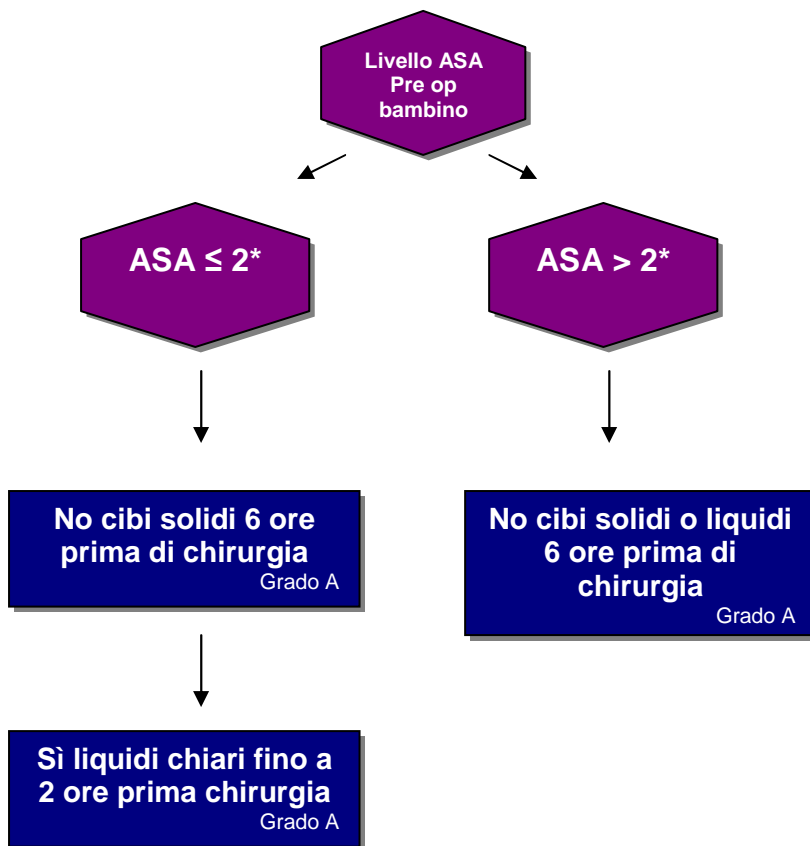 Livello ASA
Pre op
bambino
ASA ≤ 2*
ASA > 2*
No cibi solidi 6 ore
prima di chirurgia
Grado A
No cibi solidi o liquidi
6 ore prima di
chirurgia
Grado A
Sì liquidi chiari fino a
2 ore prima chirurgia
Grado A